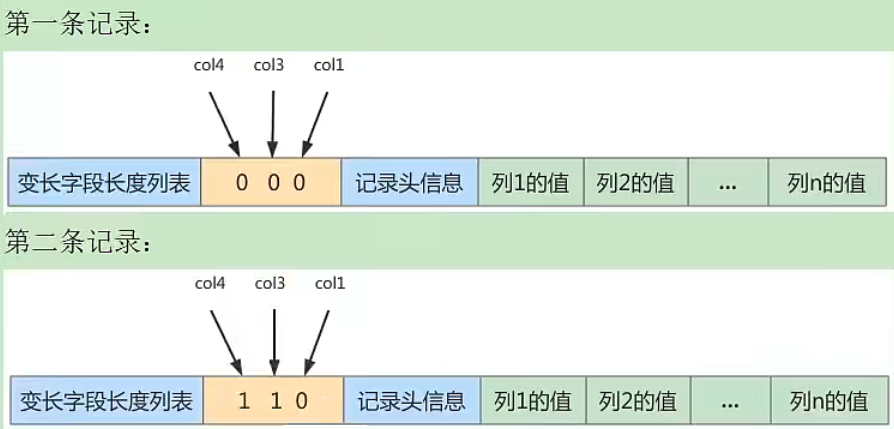 第一条记录：
col4 col3 col1
变长字段长度列表 0 0 0 记录头信息 列1的值 列2的值 ... 列n的值
第二条记录：
col4 col3 col1
变长字段长度列表 1 1 0 记录头信息 列1的值 列2的值 ... 列n的值